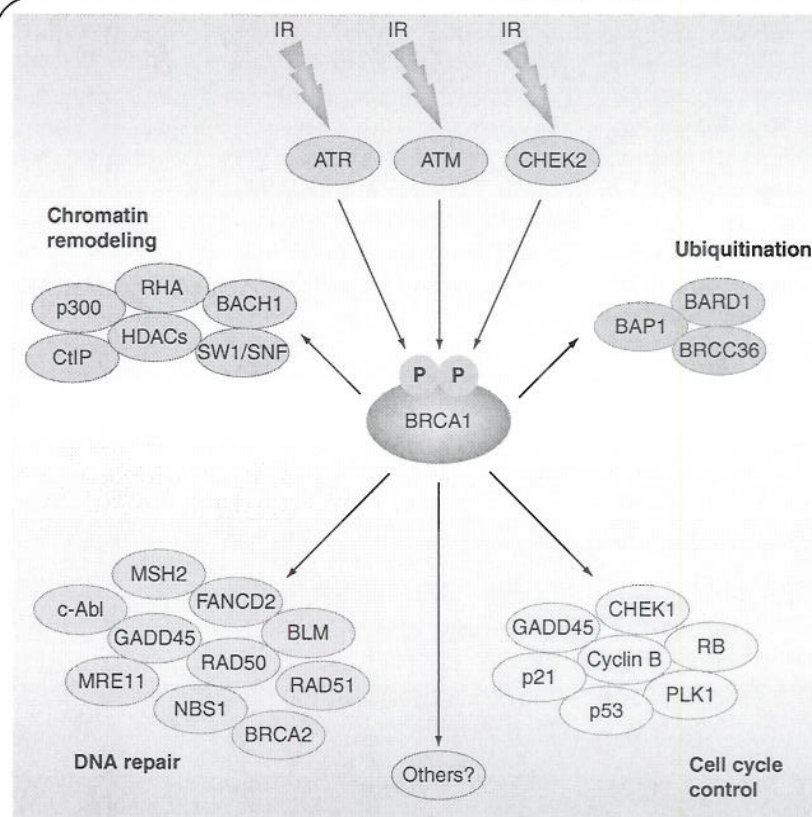 IR
IR
IR
ATR
ATM
CHEK2
Chromatin
remodeling
p300
RHA
BACH1
CtIP
HDACs
SW1/SNF
Ubiquitination
BAP1
BARD1
BRCC36
P
P
BRCA1
c-Abl
MSH2
FANCD2
GADD45
BLM
RAD50
MRE11
RAD51
NBS1
BRCA2
DNA repair
Others?
GADD45
CHEK1
RB
Cyclin B
p21
PLK1
p53
Cell cycle
control